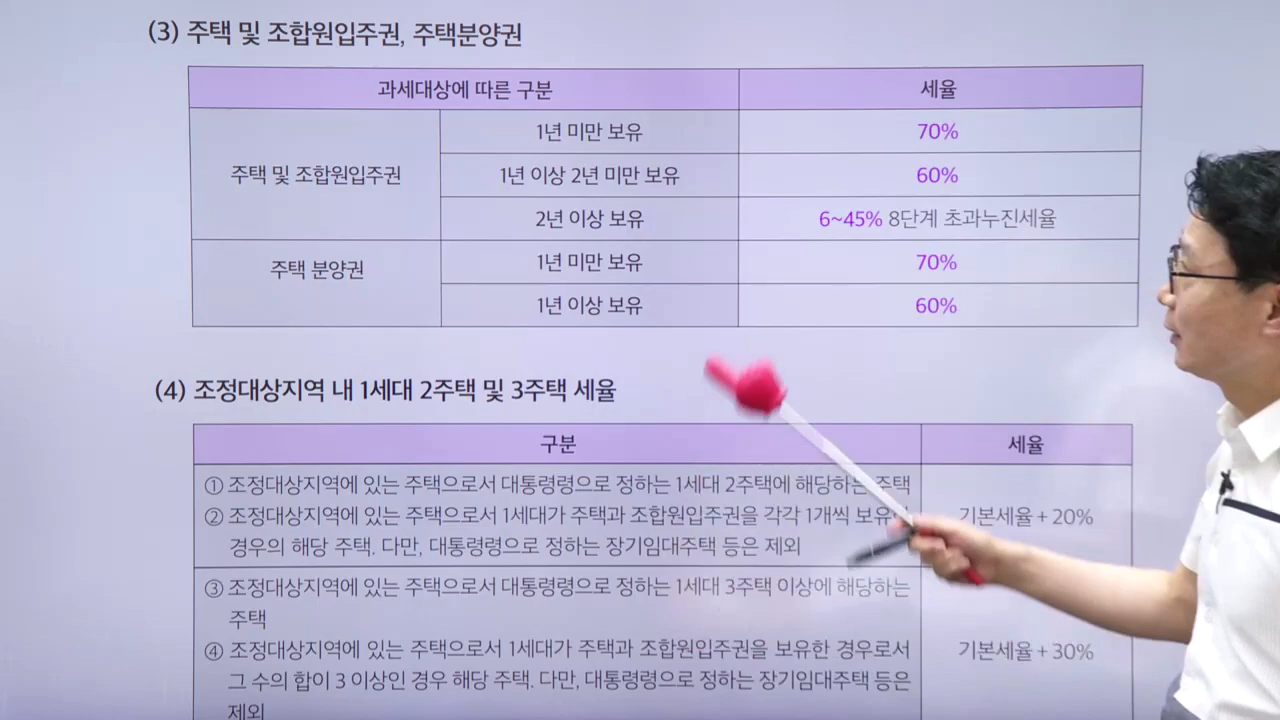 (3) 주택 및 조합원입주권, 주택분양권
과세대상에 따른 구분 세율
주택 및 조합원입주권
1년 미만 보유 70%
1년 이상 2년 미만 보유 60%
2년 이상 보유 6~45% 8단계 초과누진세율
주택 분양권
1년 미만 보유 70%
1년 이상 보유 60%
(4) 조정대상지역 내 1세대 2주택 및 3주택 세율
구분 세율
① 조정대상지역에 있는 주택으로서 대통령령으로 정하는 1세대 2주택에 해당하는 주택
② 조정대상지역에 있는 주택으로서 1세대가 주택과 조합원입주권을 각각 1개씩 보유
경우의 해당 주택. 다만, 대통령령으로 정하는 장기임대주택 등은 제외
기본세율 + 20%
③ 조정대상지역에 있는 주택으로서 대통령령으로 정하는 1세대 3주택 이상에 해당하는
주택
④ 조정대상지역에 있는 주택으로서 1세대가 주택과 조합원입주권을 보유한 경우로서
그 수의 합이 3 이상인 경우 해당 주택. 다만, 대통령령으로 정하는 장기임대주택 등은
제외
기본세율 + 30%